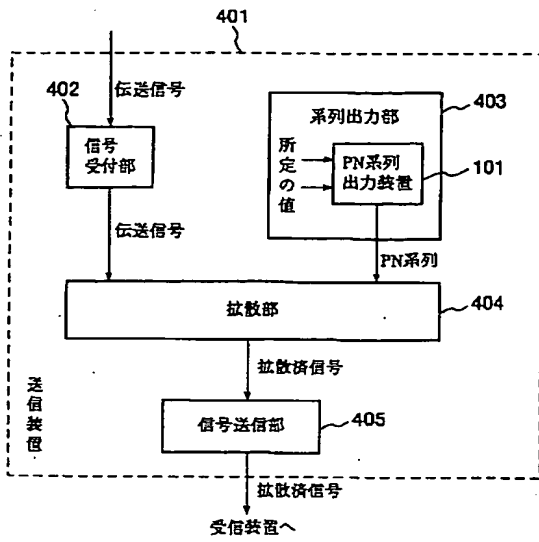 401
伝送信号
402
信号
受付部
403
系列出力部
所定の値
PN系列
出力装置
101
伝送信号
PN系列
拡散部
404
拡散済信号
送信装置
信号送信部
405
拡散済信号
受信装置へ